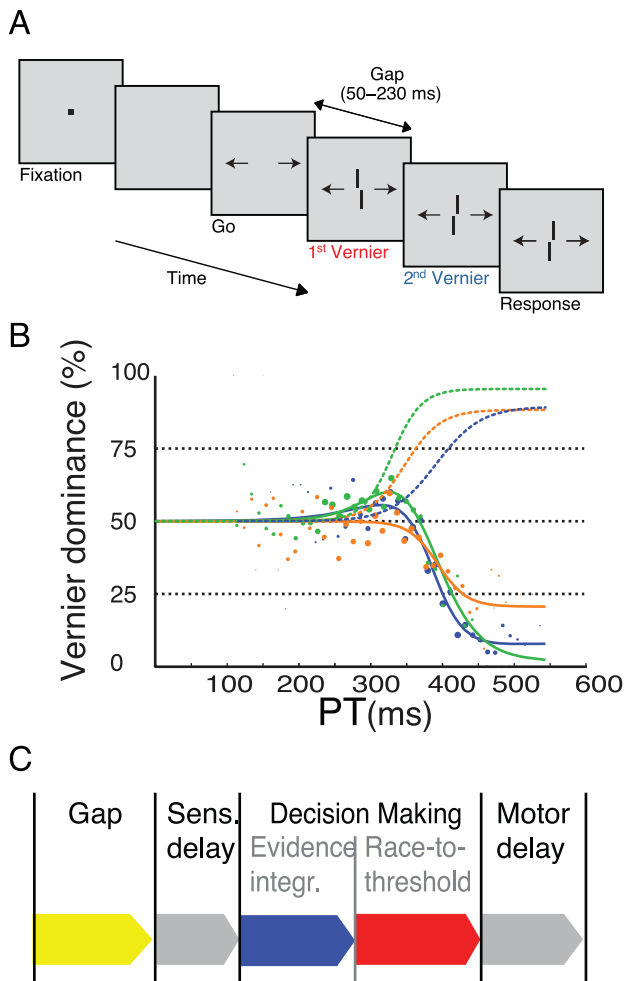 A
Gap
(50–230 ms)
Fixation
Go
1st Vernier
2nd Vernier
Response
Time
B
Vernier dominance (%)
100
75
50
25
0
100 200 300 400 500 600
PT(ms)
C
Gap
Sens.
delay
Decision Making
Evidence
integr.
Race-to-
threshold
Motor
delay